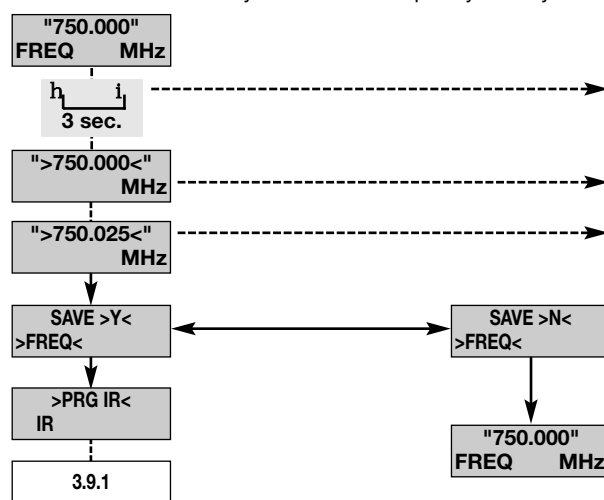 "750.000"
FREQ MHz
h i
3 sec.
">750.000<"
MHz
">750.025<"
MHz
SAVE >Y<
>FREQ<
SAVE >N<
>FREQ<
>PRG IR<
IR
"750.000"
FREQ MHz
3.9.1